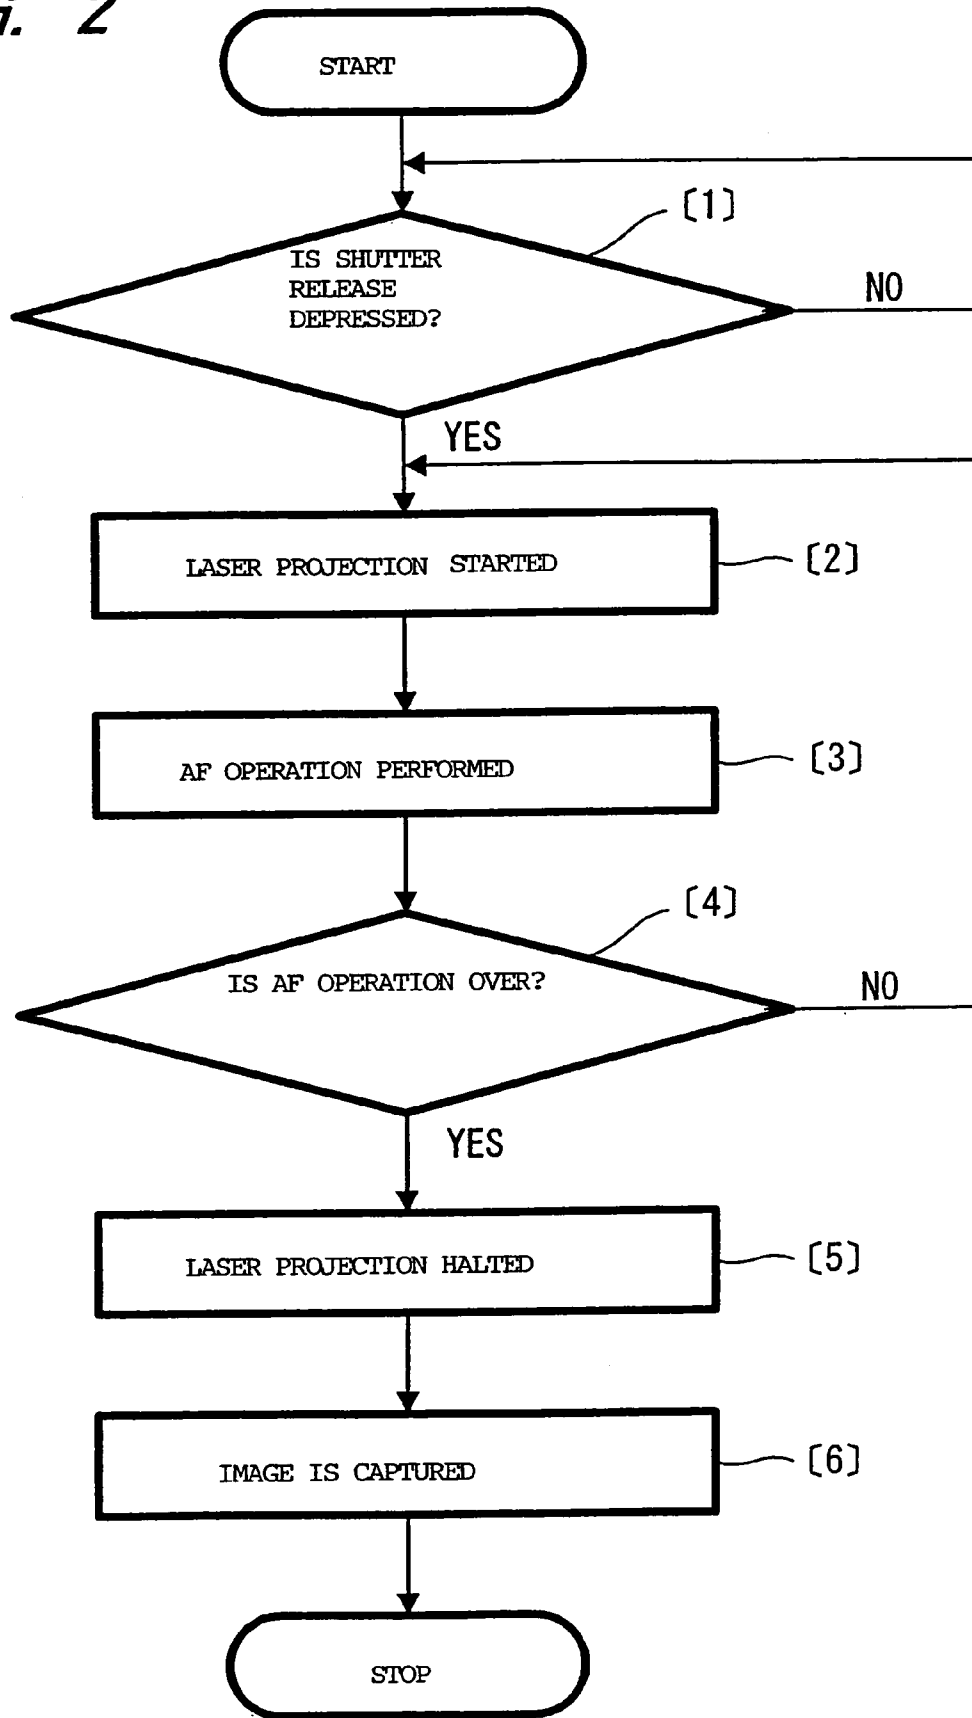 2
START
[1]
IS SHUTTER
RELEASE
DEPRESSED?
NO
YES
LASER PROJECTION STARTED
[2]
AF OPERATION PERFORMED
[3]
[4]
IS AF OPERATION OVER?
NO
YES
LASER PROJECTION HALTED
[5]
IMAGE IS CAPTURED
[6]
STOP